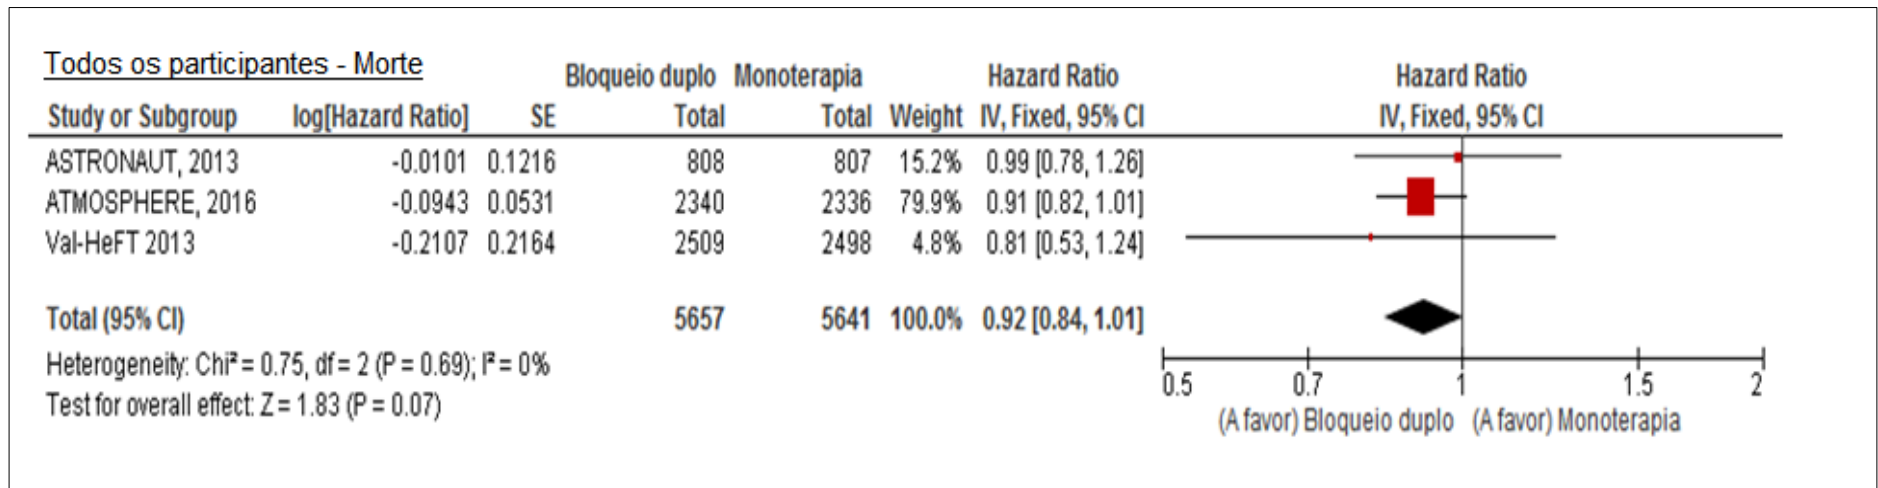 Todos os participantes - Morte
Bloqueio duplo Monoterapia Hazard Ratio Hazard Ratio
Study or Subgroup log[Hazard Ratio] SE Total Total Weight IV, Fixed, 95% CI IV, Fixed, 95% CI
ASTRONAUT, 2013 -0.0101 0.1216 808 807 15.2% 0.99 [0.78, 1.26]
ATMOSPHERE, 2016 -0.0943 0.0531 2340 2336 79.9% 0.91 [0.82, 1.01]
Val-HeFT 2013 -0.2107 0.2164 2509 2498 4.8% 0.81 [0.53, 1.24]
Total (95% CI) 5657 5641 100.0% 0.92 [0.84, 1.01]
Heterogeneity: Chi² = 0.75, df = 2 (P = 0.69); I² = 0%
Test for overall effect: Z = 1.83 (P = 0.07)
0.5 0.7 1 1.5 2
(A favor) Bloqueio duplo (A favor) Monoterapia